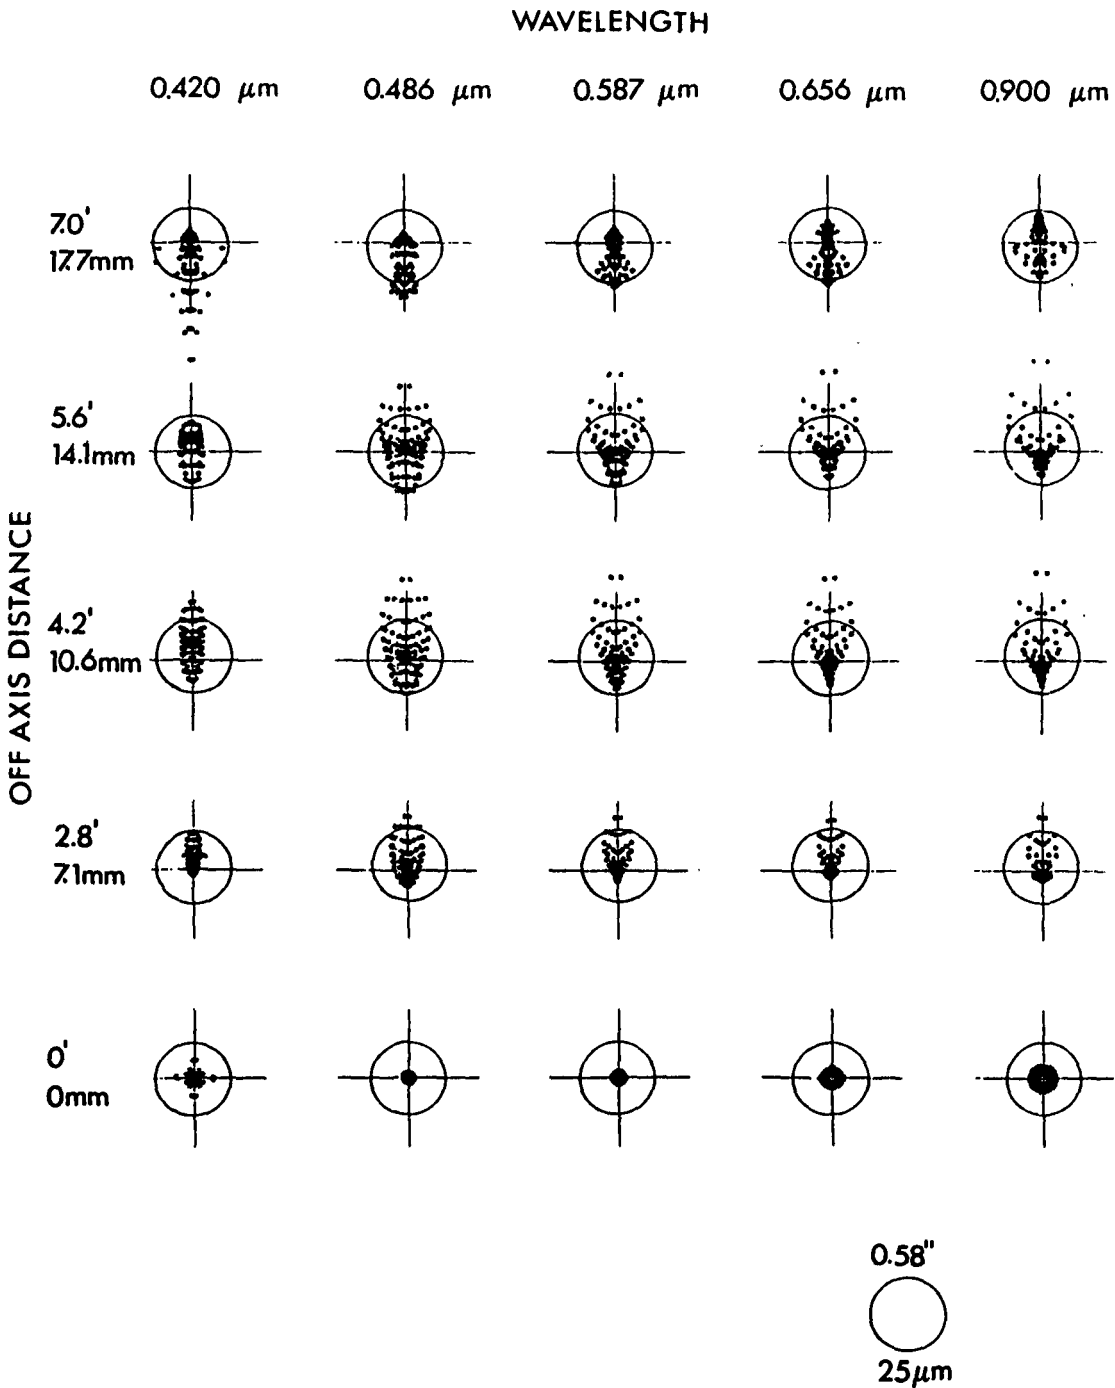 WAVELENGTH
0.420 μm 0.486 μm 0.587 μm 0.656 μm 0.900 μm
7.0'
17.7mm
5.6'
14.1mm
OFF AXIS DISTANCE
4.2'
10.6mm
2.8'
7.1mm
0'
0mm
0.58"
25μm